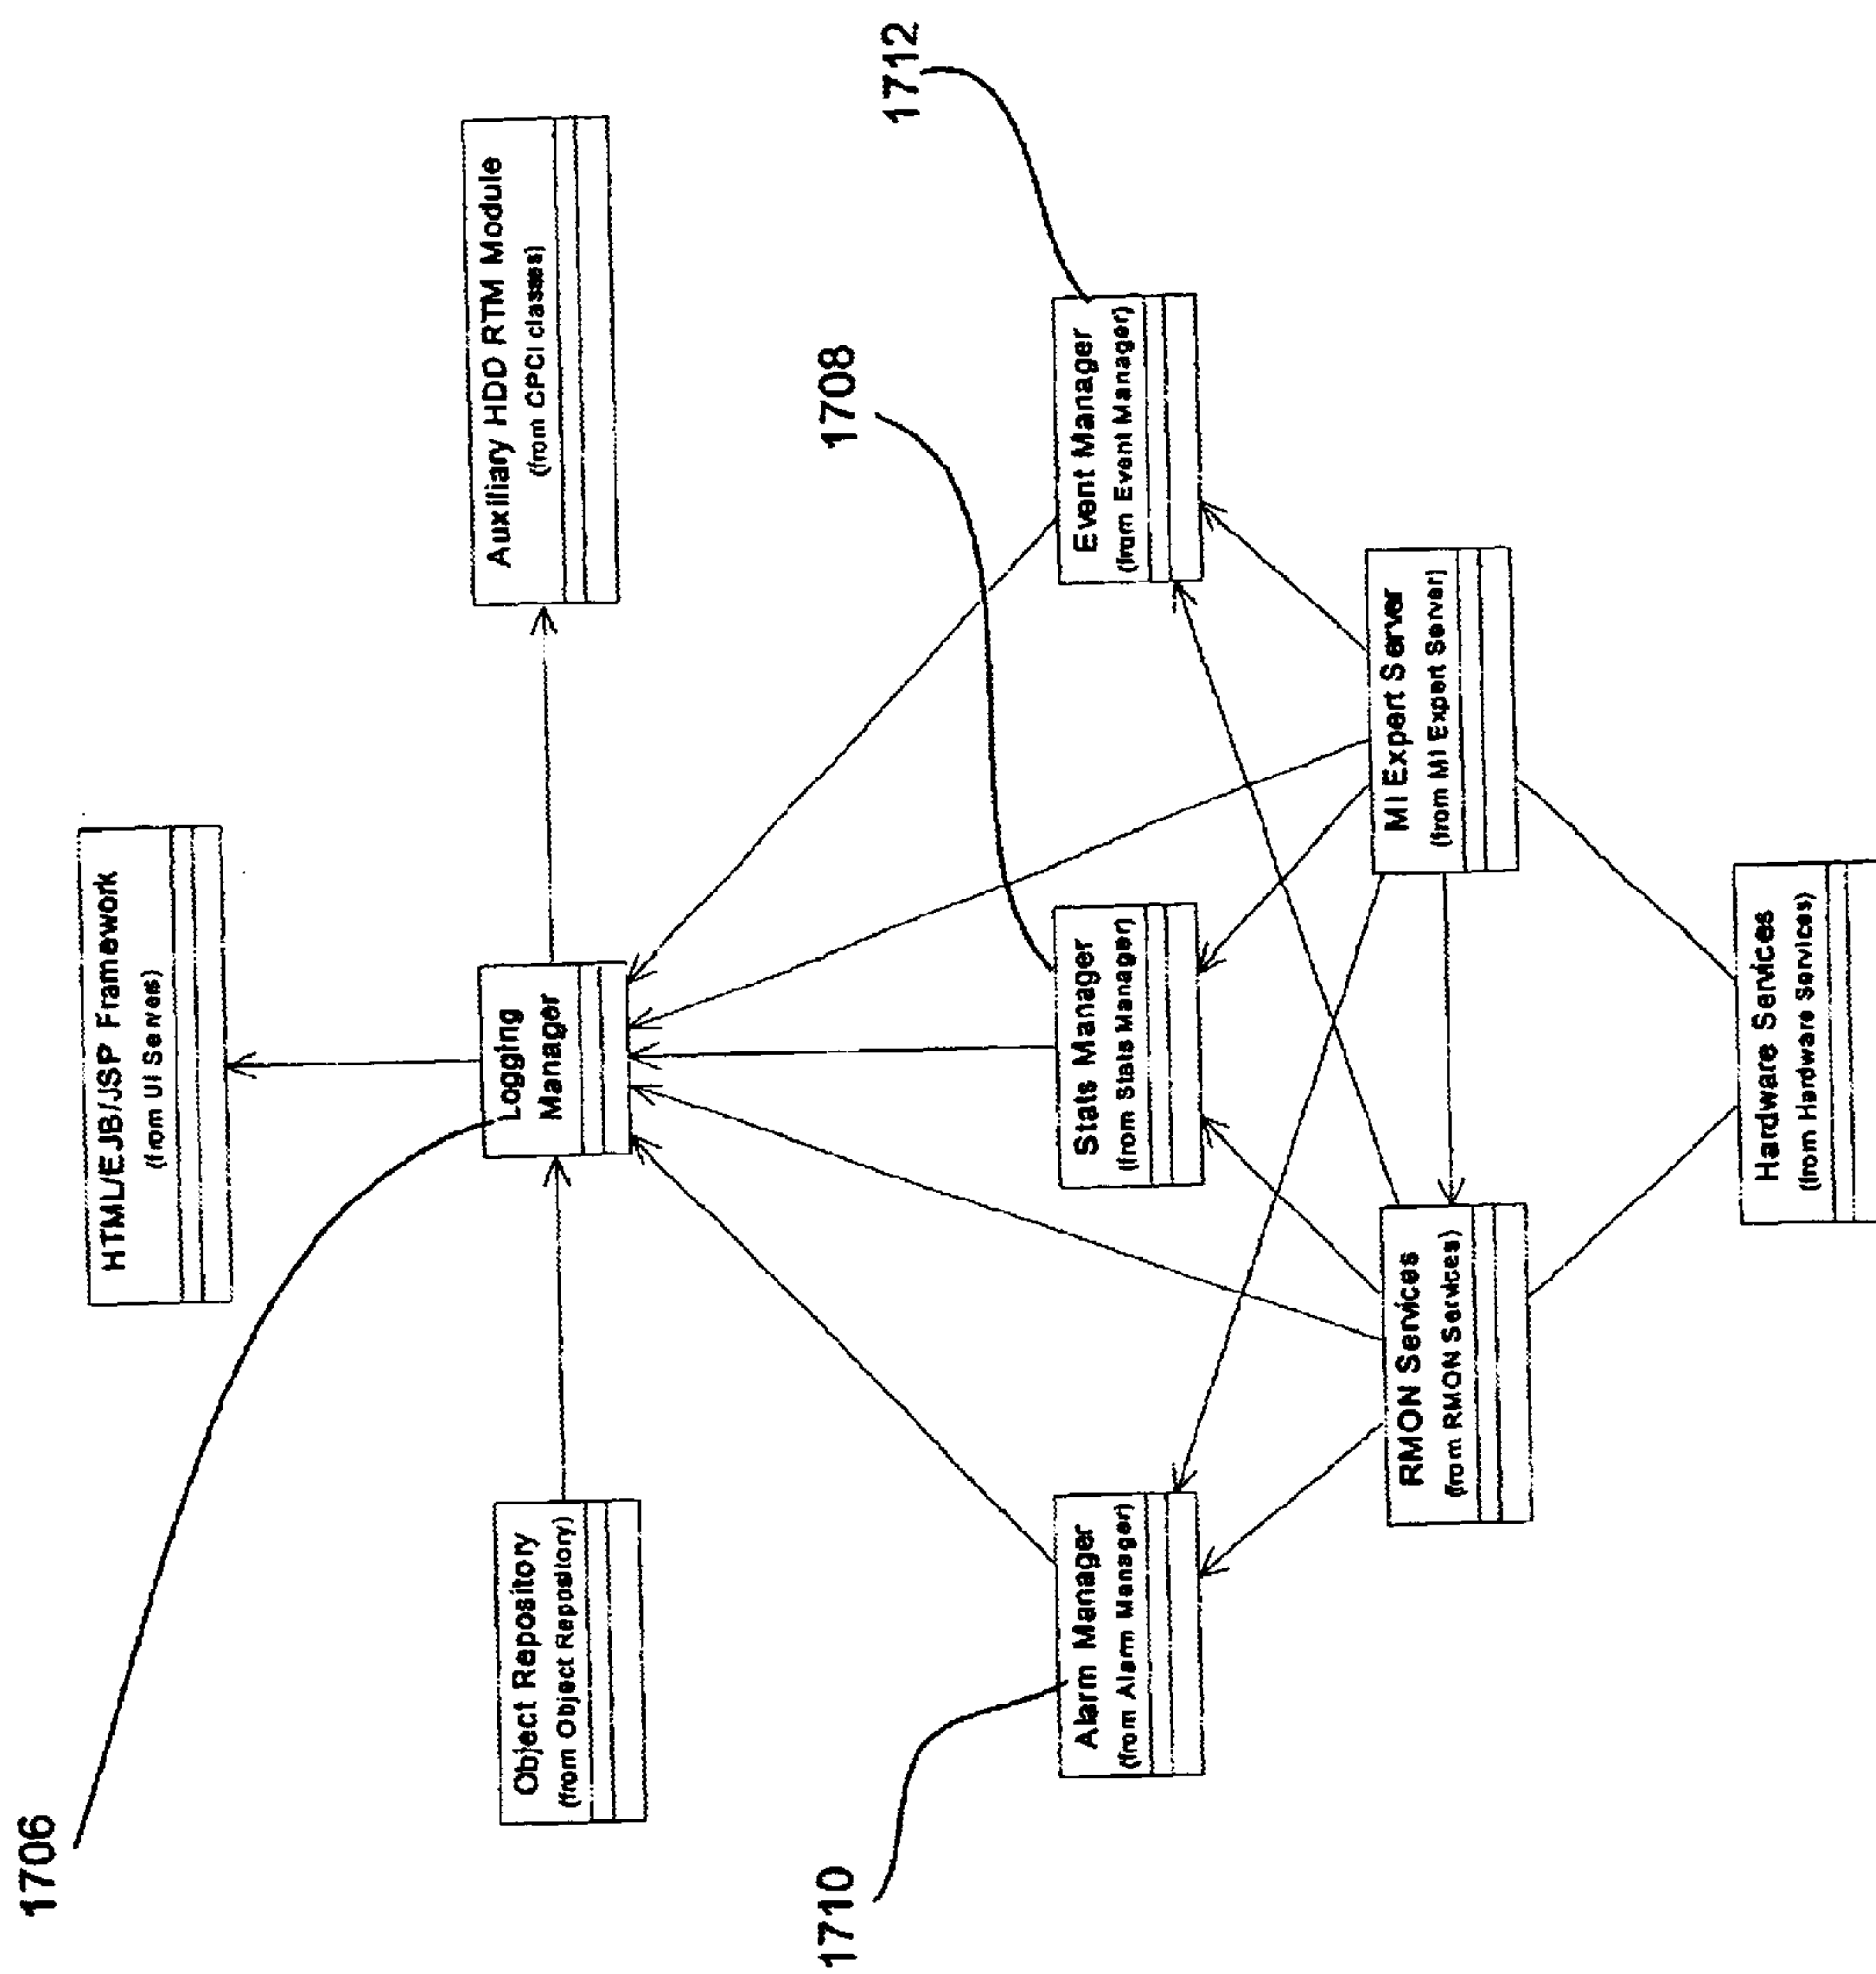 1706
HTML/EJB/JSP Framework
(from UI Services)
Object Repository
(from Object Repository)
Logging
Manager
Auxiliary HDD RTM Module
(from CPCI classes)
1710
1708
1712
Alarm Manager
(from Alarm Manager)
Stats Manager
(from Stats Manager)
Event Manager
(from Event Manager)
RMON Services
(from RMON Services)
MI Expert Server
(from MI Expert Server)
Hardware Services
(from Hardware Services)